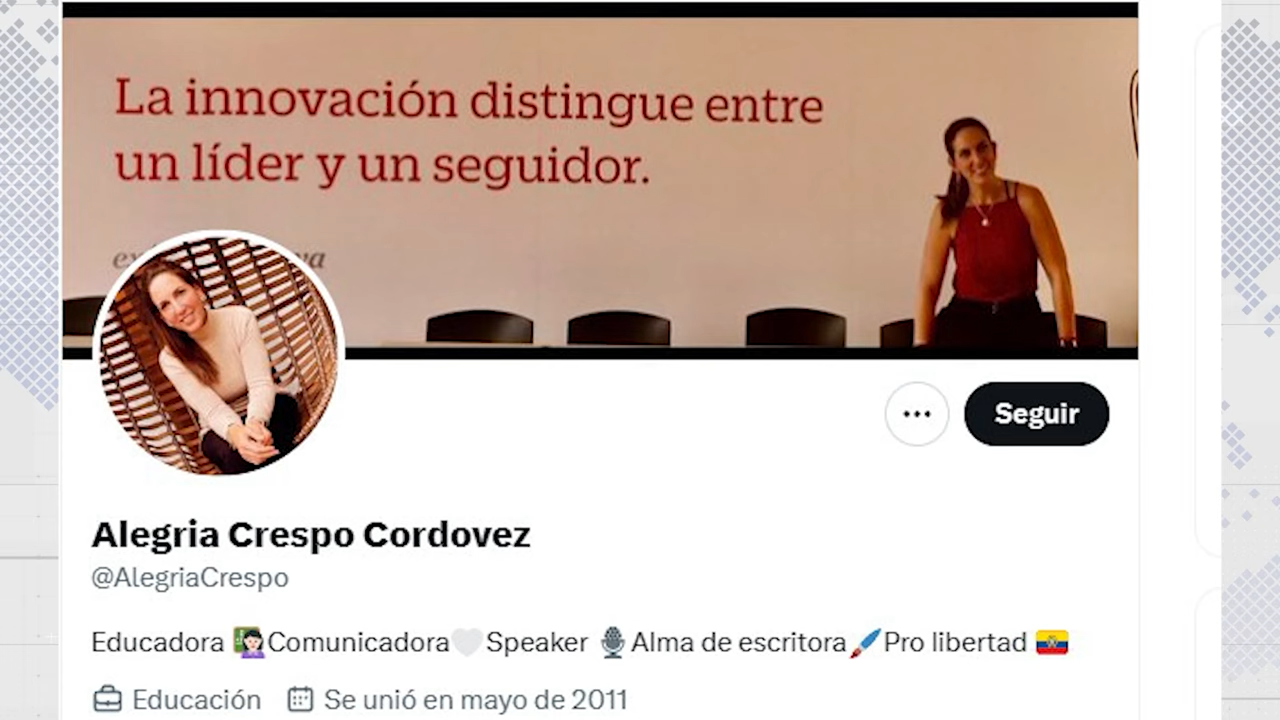 La innovación distingue entre
un líder y un seguidor.
Seguir
Alegria Crespo Cordovez
@AlegriaCrespo
Educadora 👩🏻‍🏫Comunicadora🤍Speaker 🎙️Alma de escritora🖌️Pro libertad 🇪🇨
Educación Se unió en mayo de 2011